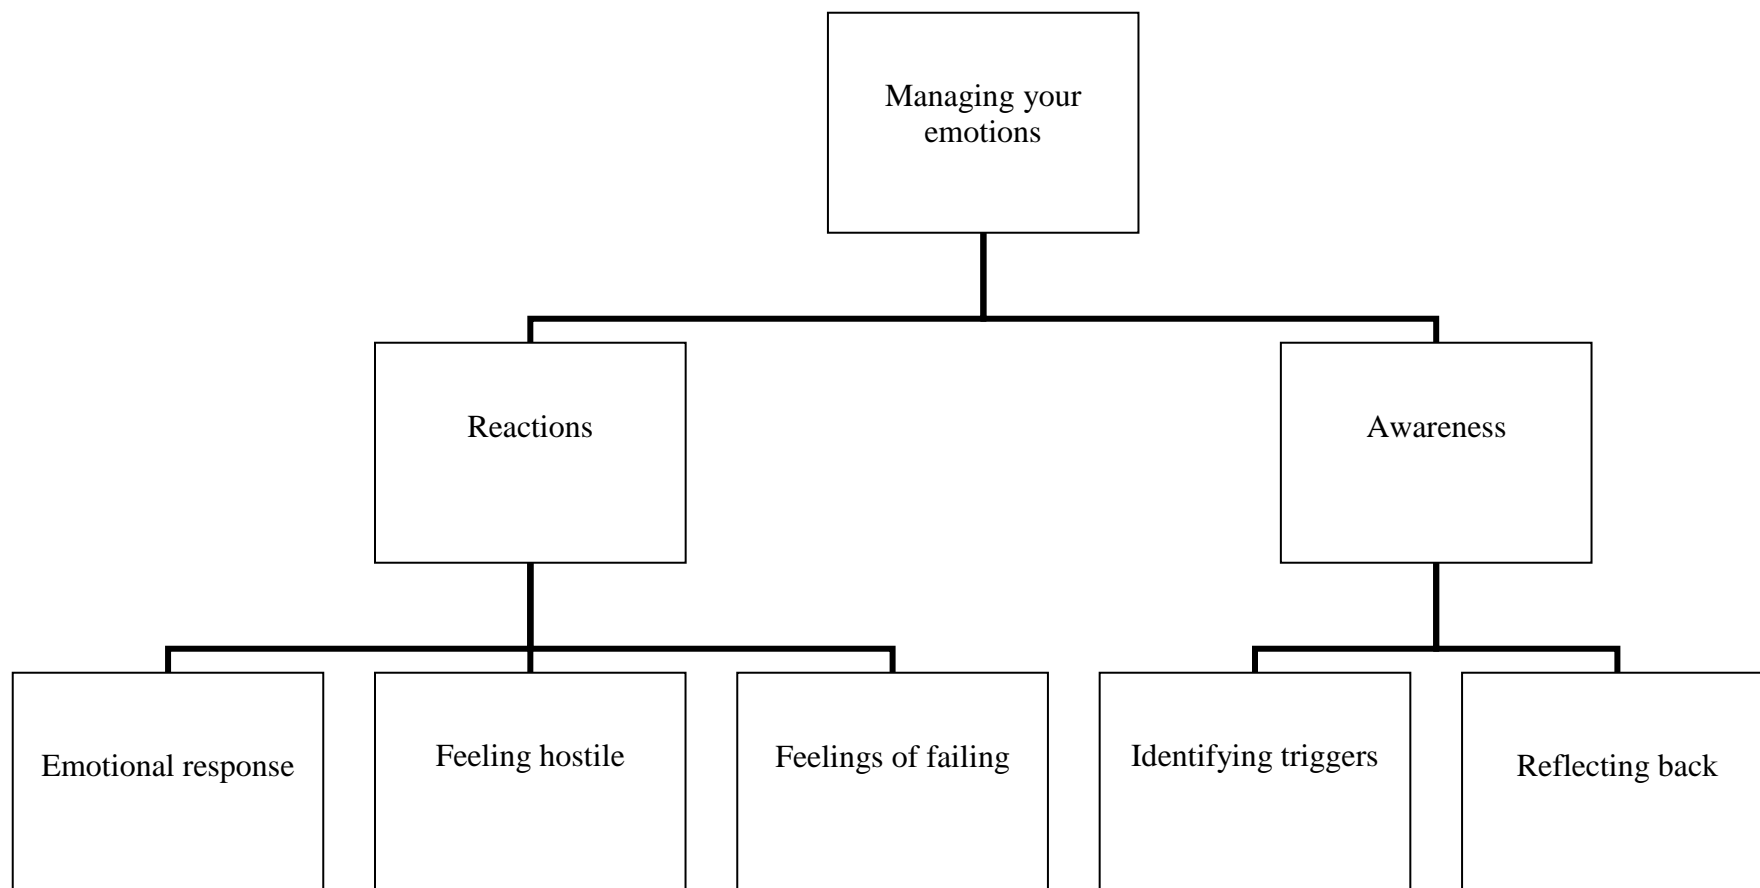 Managing your
emotions
Reactions
Awareness
Emotional response
Feeling hostile
Feelings of failing
Identifying triggers
Reflecting back